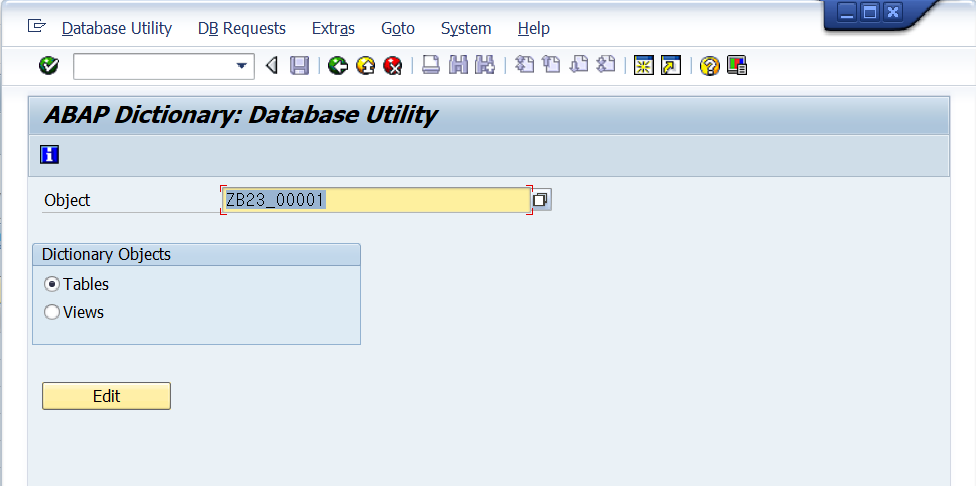 Database Utility DB Requests Extras Goto System Help
ABAP Dictionary: Database Utility
Object ZB23_00001
Dictionary Objects
Tables
Views
Edit